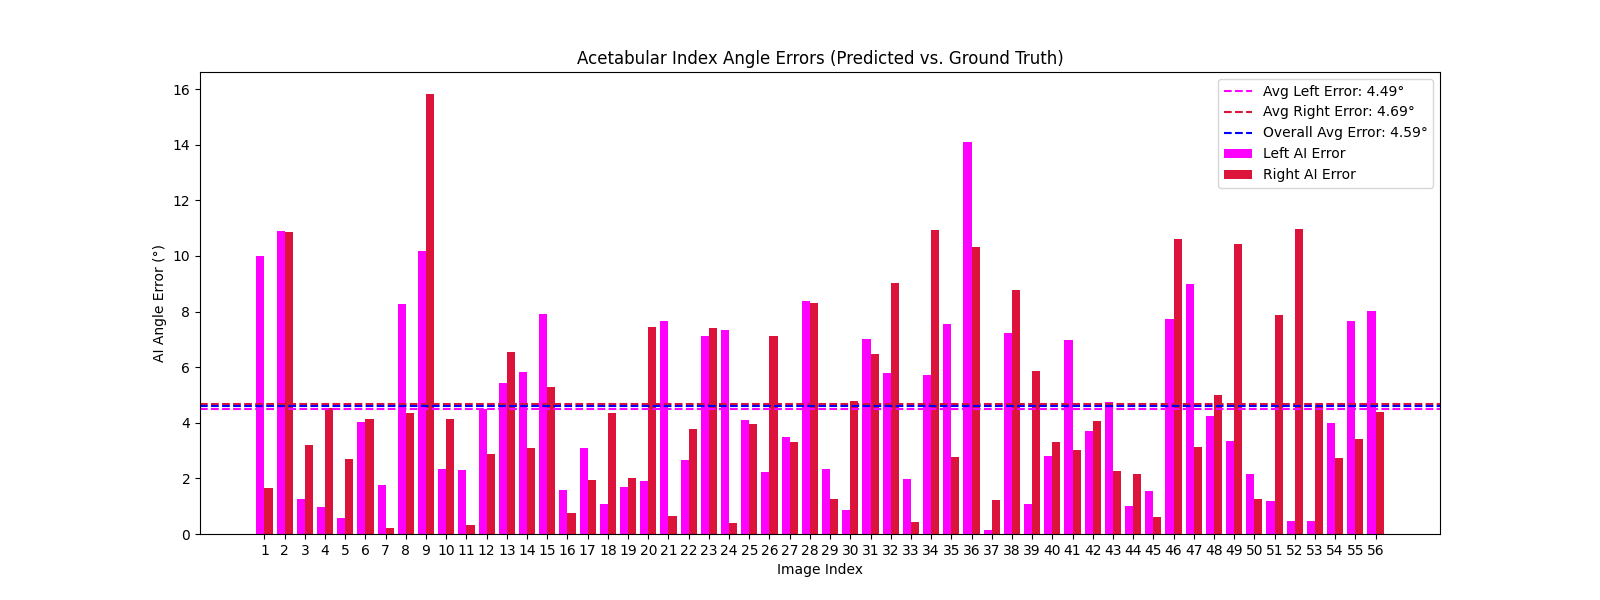 Acetabular Index Angle Errors (Predicted vs. Ground Truth)
AI Angle Error (°)
16
14
12
10
8
6
4
2
0
Avg Left Error: 4.49°
Avg Right Error: 4.69°
Overall Avg Error: 4.59°
Left AI Error
Right AI Error
1 2 3 4 5 6 7 8 9 10 11 12 13 14 15 16 17 18 19 20 21 22 23 24 25 26 27 28 29 30 31 32 33 34 35 36 37 38 39 40 41 42 43 44 45 46 47 48 49 50 51 52 53 54 55 56
Image Index